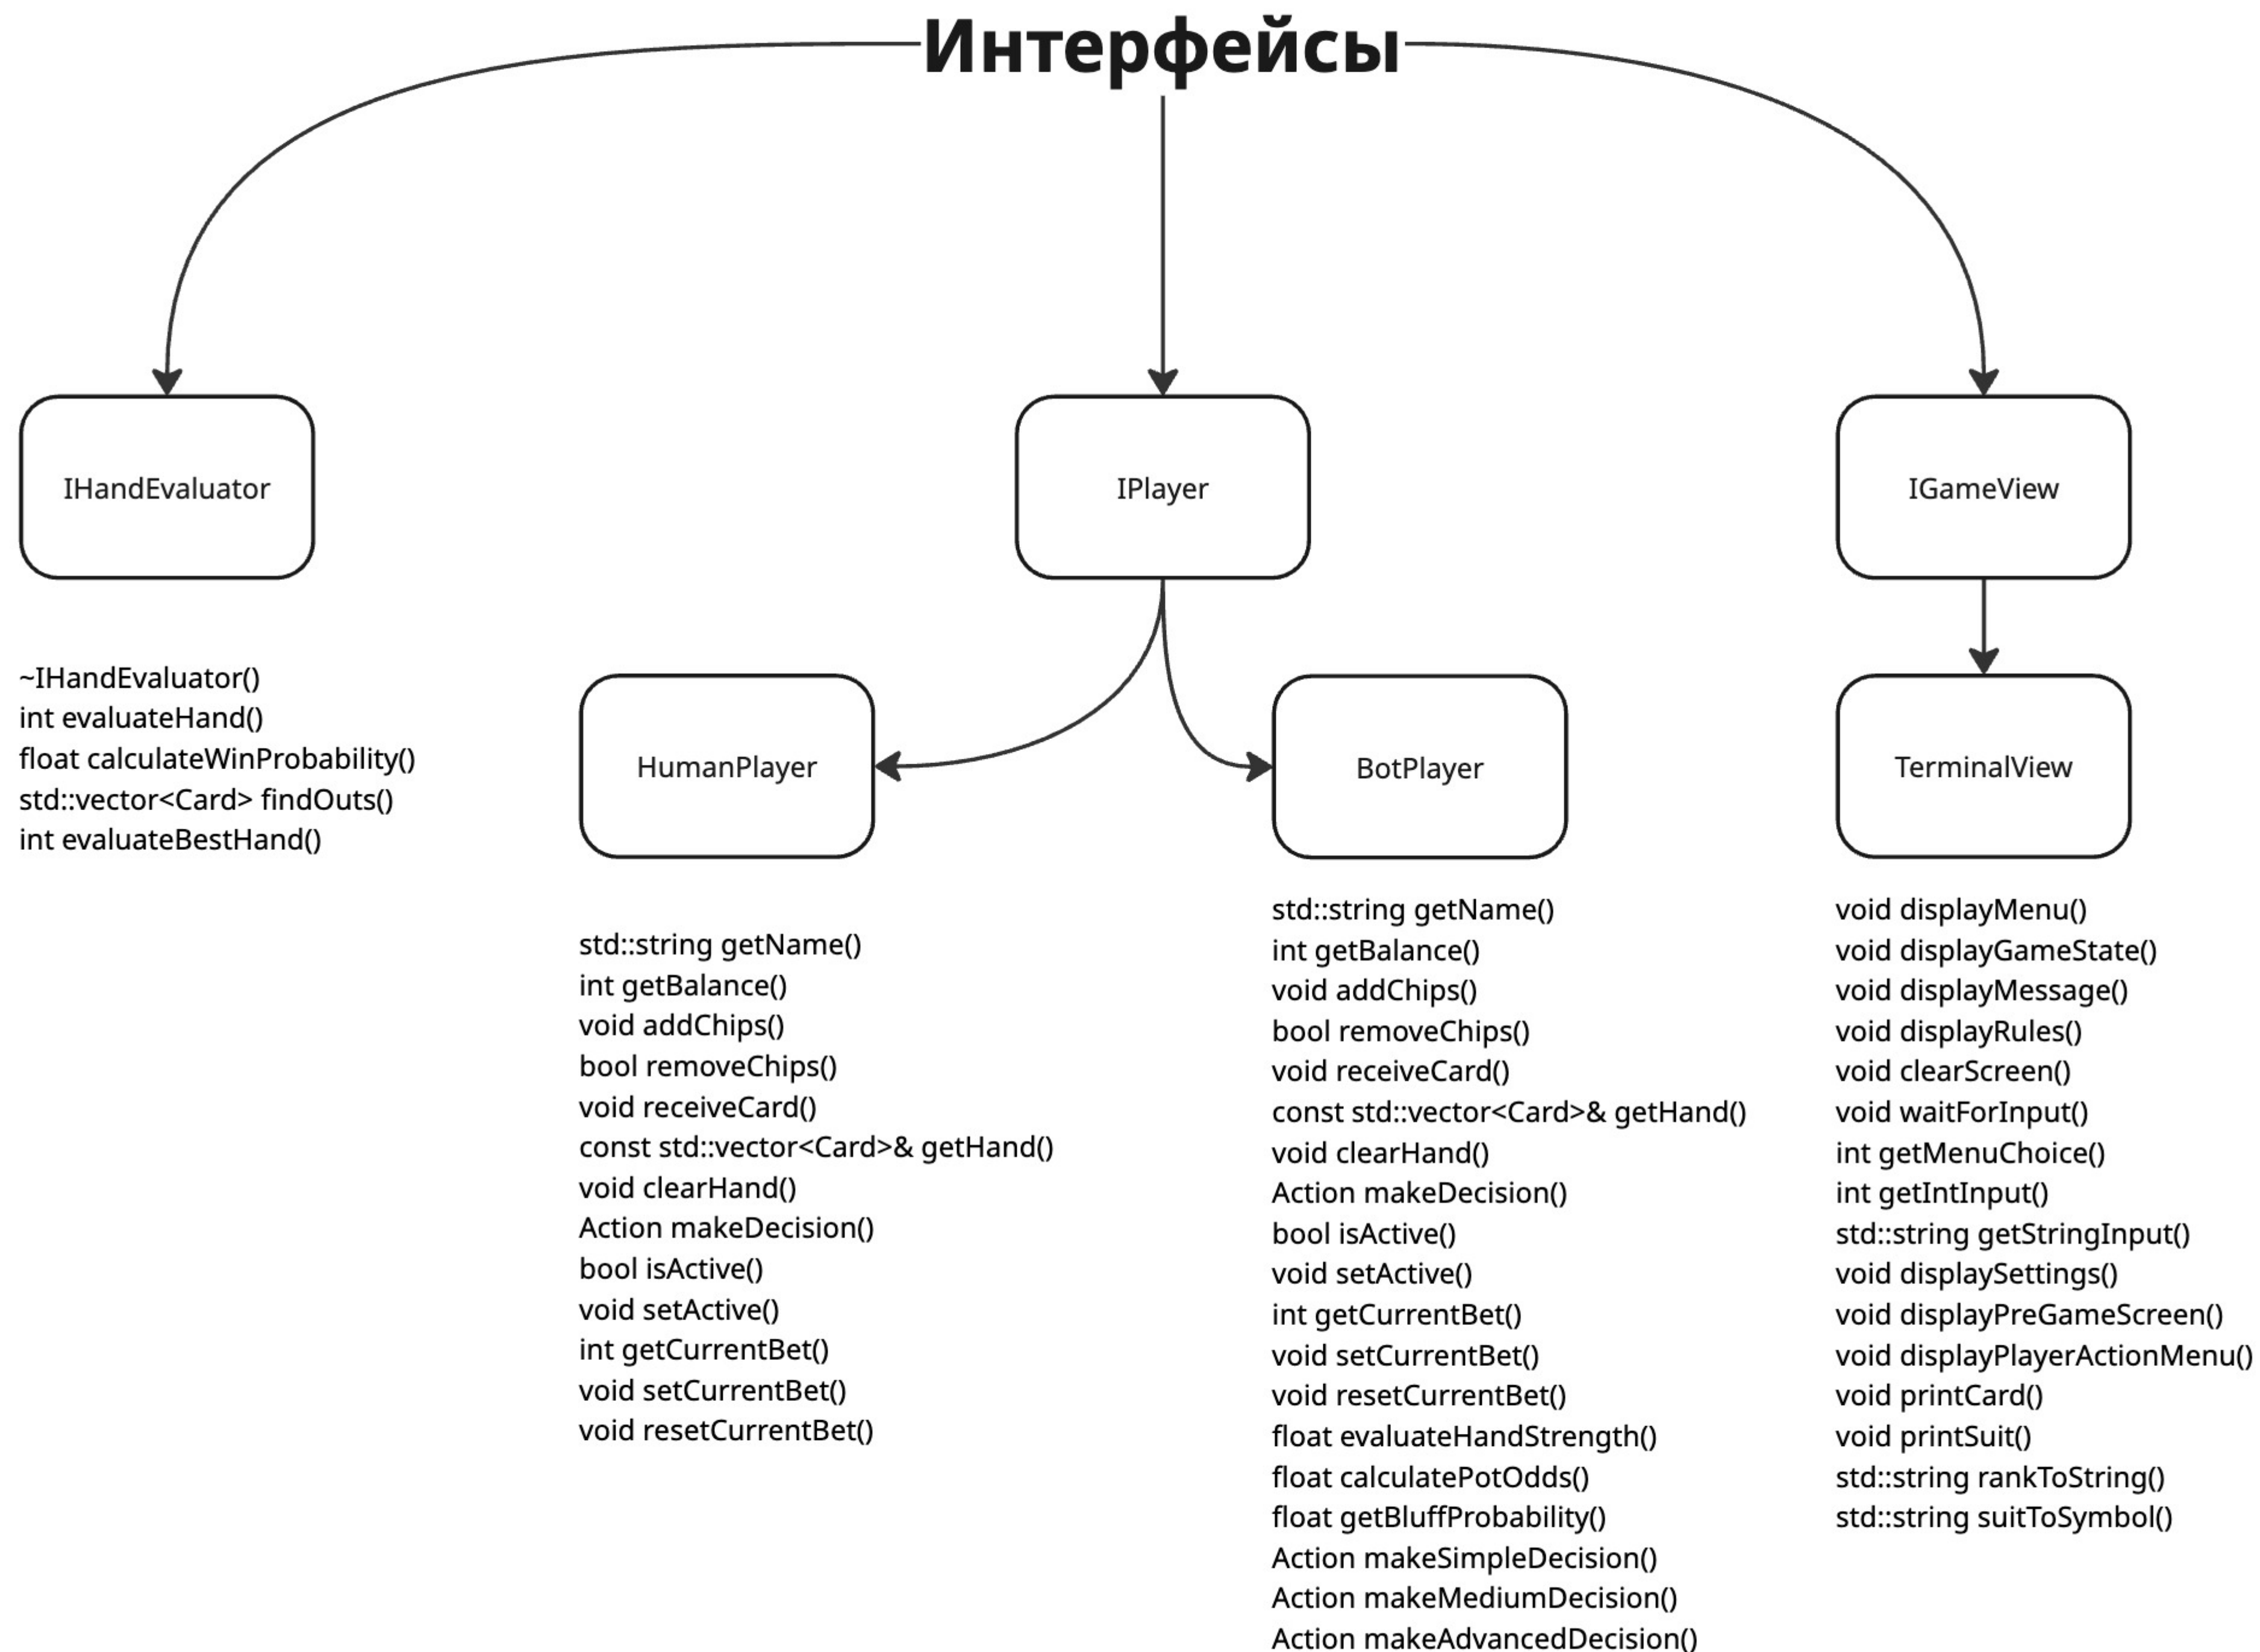 Интерфейсы
IHandEvaluator
IPlayer
IGameView
~IHandEvaluator()
int evaluateHand()
float calculateWinProbability()
std::vector<Card> findOuts()
int evaluateBestHand()
HumanPlayer
BotPlayer
TerminalView
std::string getName()
int getBalance()
void addChips()
bool removeChips()
void receiveCard()
const std::vector<Card>& getHand()
void clearHand()
Action makeDecision()
bool isActive()
void setActive()
int getCurrentBet()
void setCurrentBet()
void resetCurrentBet()
std::string getName()
int getBalance()
void addChips()
bool removeChips()
void receiveCard()
const std::vector<Card>& getHand()
void clearHand()
Action makeDecision()
bool isActive()
void setActive()
int getCurrentBet()
void setCurrentBet()
void resetCurrentBet()
float evaluateHandStrength()
float calculatePotOdds()
float getBluffProbability()
Action makeSimpleDecision()
Action makeMediumDecision()
Action makeAdvancedDecision()
void displayMenu()
void displayGameState()
void displayMessage()
void displayRules()
void clearScreen()
void waitForInput()
int getMenuChoice()
int getIntInput()
std::string getStringInput()
void displaySettings()
void displayPreGameScreen()
void displayPlayerActionMenu()
void printCard()
void printSuit()
std::string rankToString()
std::string suitToSymbol()